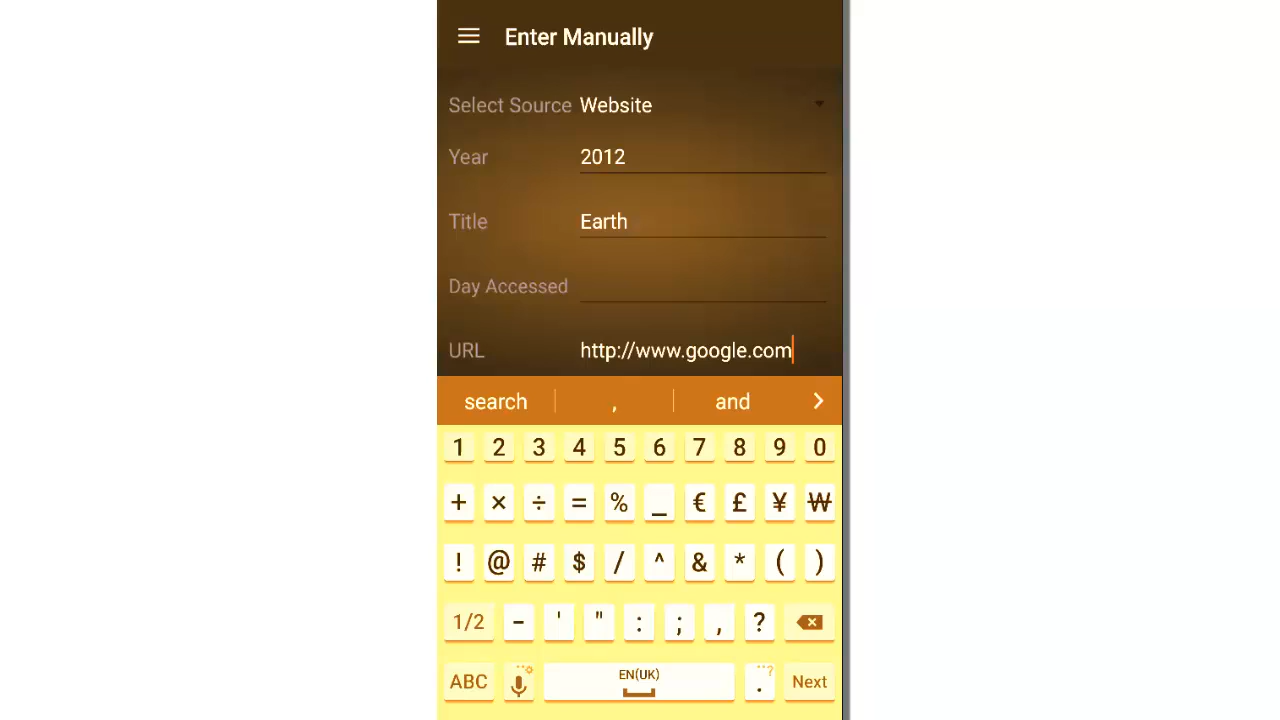 Enter Manually
Select Source Website
Year 2012
Title Earth
Day Accessed
URL http://www.google.com
search , and
1 2 3 4 5 6 7 8 9 0
+ × ÷ = % _ € £ ¥ ₩
! @ # $ / ^ & * ( )
1/2 - ' " : ; , ?
ABC EN(UK) . Next